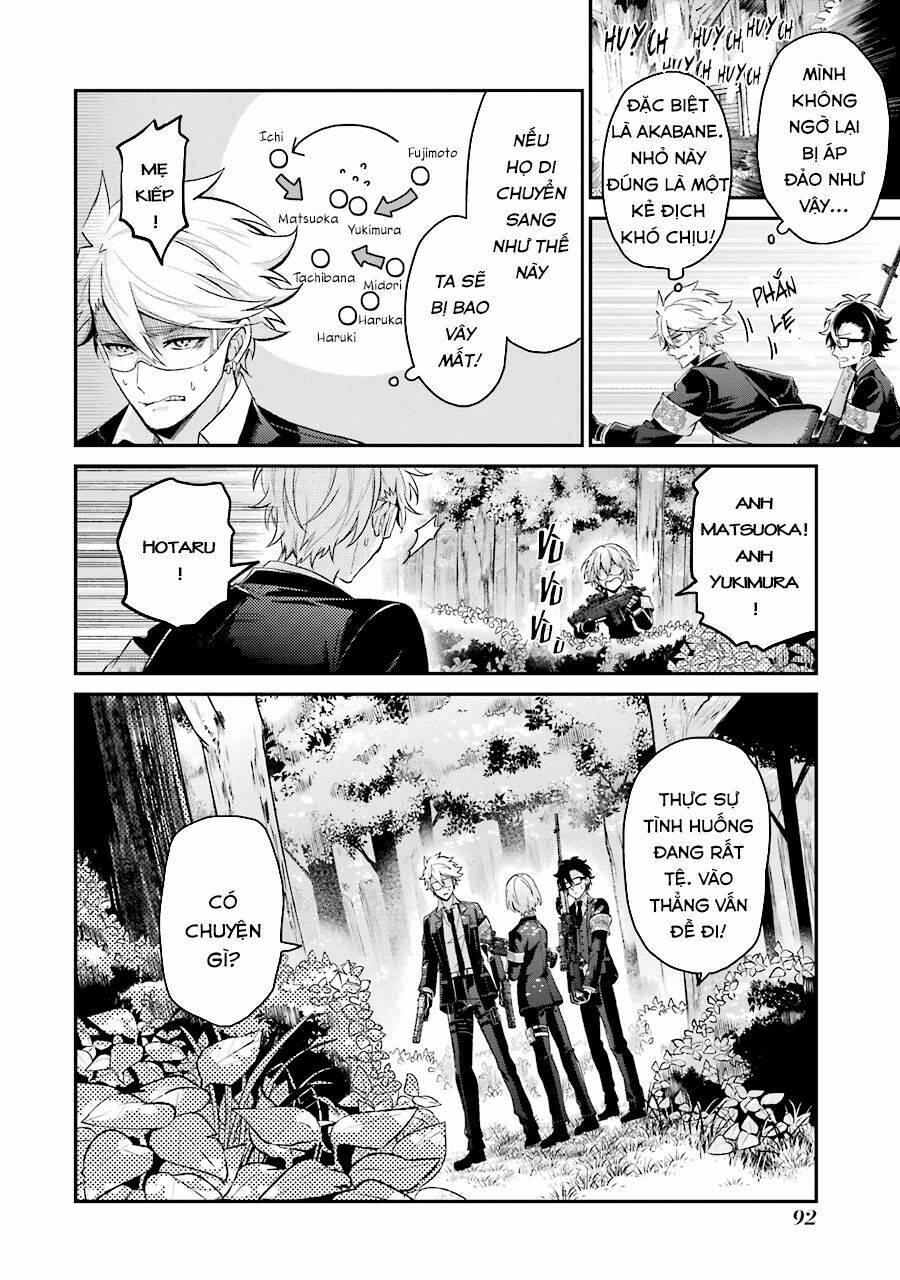 HUỴCH
HUỴCH
HUỴCH
HUỴCH
HUỴCH
MÌNH
KHÔNG
NGỜ LẠI
BỊ ÁP
ĐẢO NHƯ
VẬY...
ĐẶC BIỆT
LÀ AKABANE.
NHỎ NÀY
ĐÚNG LÀ MỘT
KẺ ĐỊCH
KHÓ CHỊU!
PHẮN
LẸ
NẾU
HỌ DI
CHUYỂN
SANG
NHƯ THẾ
NÀY
TA SẼ
BỊ BAO
VÂY
MẤT!
Ichi
Fujimoto
Matsuoka
Yukimura
Tachibana
Midori
Haruka
Haruki
MẸ
KIẾP
!
ANH
MATSUOKA!
ANH
YUKIMURA
!
VÙ
VÙ
VÙ
VÙ
HOTARU
!
THỰC SỰ
TÌNH HUỐNG
ĐANG RẤT
TỆ. VÀO
THẲNG VẤN
ĐỀ ĐI!
CÓ
CHUYỆN
GÌ?
92